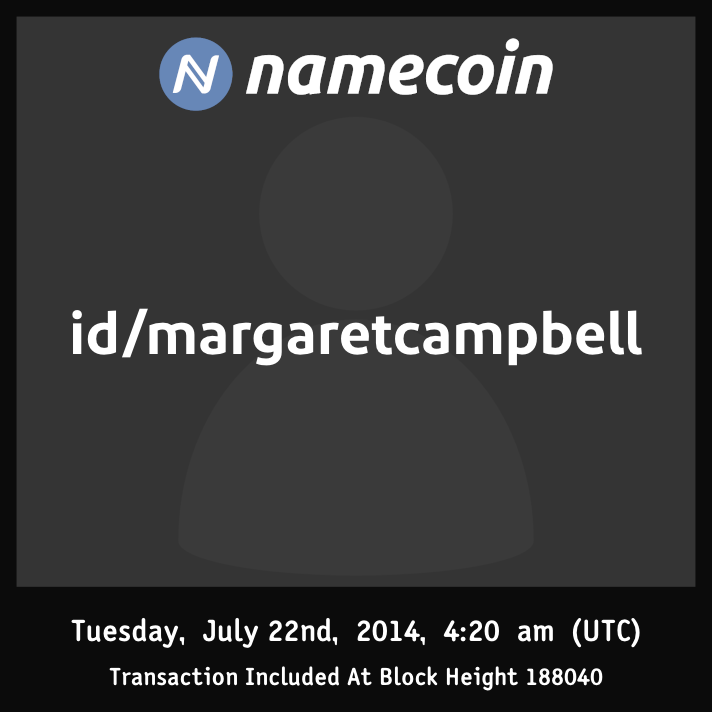 namecoin
id/margaretcampbell
Tuesday, July 22nd, 2014, 4:20 am (UTC)
Transaction Included At Block Height 188040